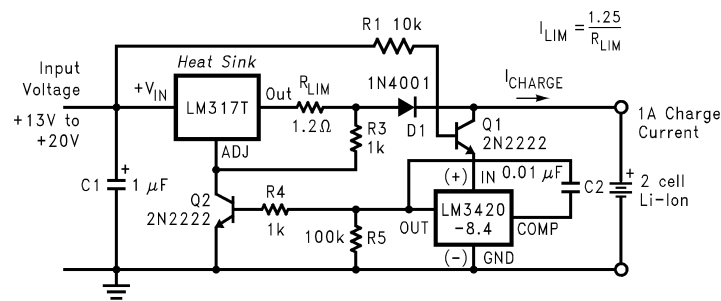 R1 10k
I_LIM = 1.25 / R_LIM
Heat Sink
Input
Voltage
+13V to
+20V
+V_IN
LM317T
Out
R_LIM
1.2Ω
1N4001
D1
I_CHARGE
ADJ
R3
1k
Q1
2N2222
1A Charge
Current
C1
+
1 μF
Q2
2N2222
R4
1k
100k
R5
(+)
IN
0.01 μF
C2
LM3420
-8.4
OUT
COMP
(-)
GND
+
2 cell
Li-Ion